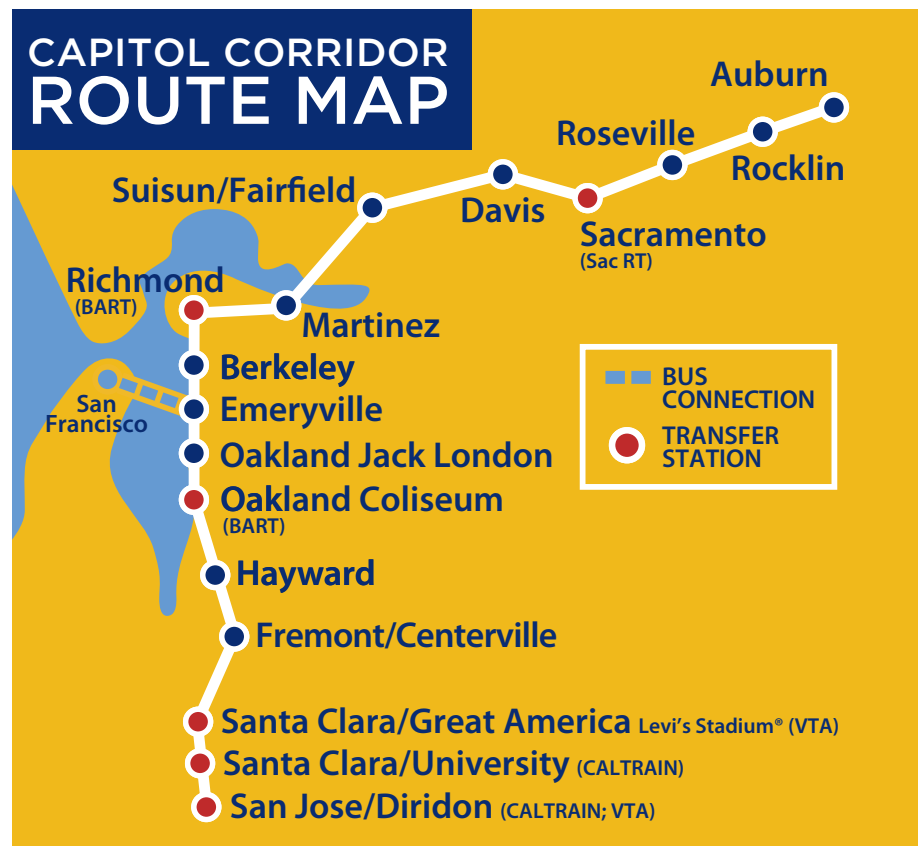 CAPITOL CORRIDOR
ROUTE MAP
Auburn
Roseville
Rocklin
Suisun/Fairfield
Davis
Sacramento
(Sac RT)
Richmond
(BART)
Martinez
Berkeley
San
Francisco
Emeryville
BUS
CONNECTION
TRANSFER
STATION
Oakland Jack London
Oakland Coliseum
(BART)
Hayward
Fremont/Centerville
Santa Clara/Great America Levi's Stadium® (VTA)
Santa Clara/University (CALTRAIN)
San Jose/Diridon (CALTRAIN; VTA)